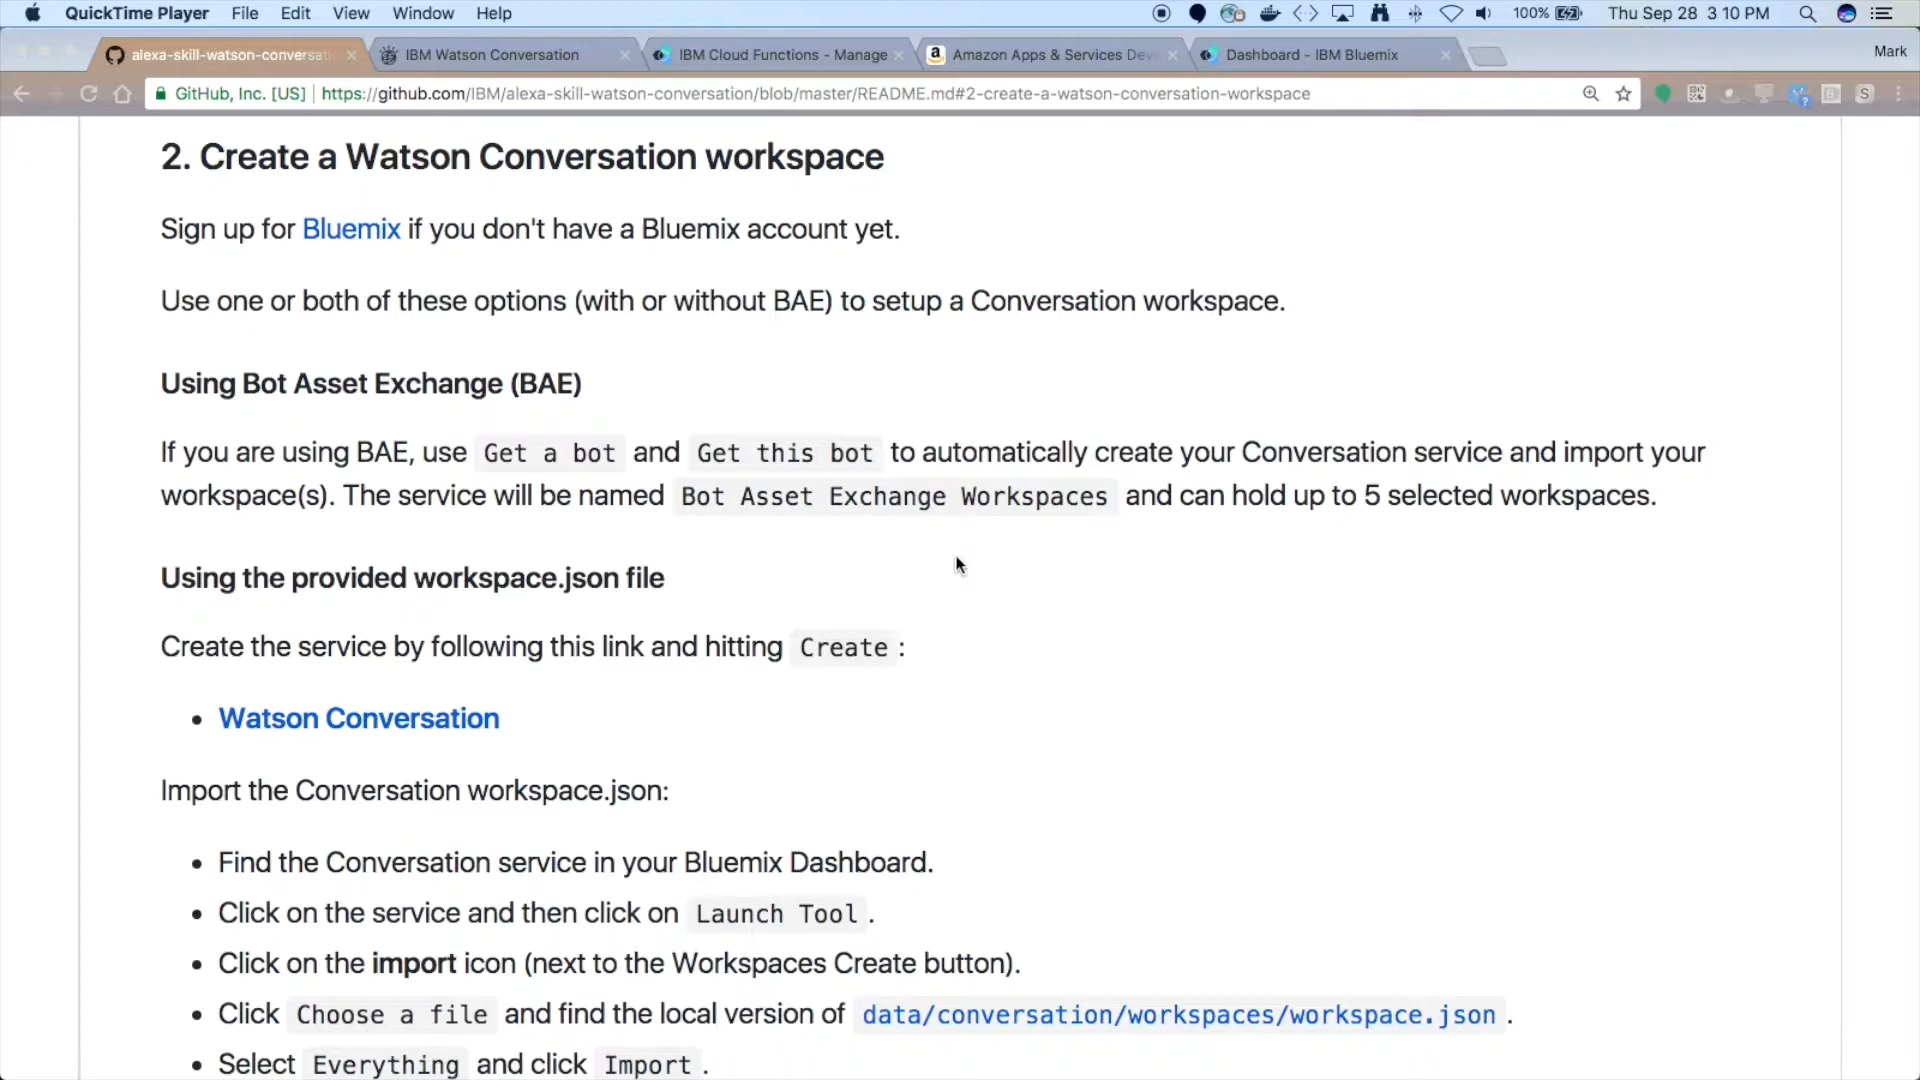 QuickTime Player File Edit View Window Help 100% Thu Sep 28 3:10 PM
alexa-skill-watson-conversati IBM Watson Conversation IBM Cloud Functions - Manage Amazon Apps & Services Dev Dashboard - IBM Bluemix Mark
GitHub, Inc. [US] https://github.com/IBM/alexa-skill-watson-conversation/blob/master/README.md#2-create-a-watson-conversation-workspace
2. Create a Watson Conversation workspace
Sign up for Bluemix if you don't have a Bluemix account yet.
Use one or both of these options (with or without BAE) to setup a Conversation workspace.
Using Bot Asset Exchange (BAE)
If you are using BAE, use Get a bot and Get this bot to automatically create your Conversation service and import your
workspace(s). The service will be named Bot Asset Exchange Workspaces and can hold up to 5 selected workspaces.
Using the provided workspace.json file
Create the service by following this link and hitting Create :
• Watson Conversation
Import the Conversation workspace.json:
• Find the Conversation service in your Bluemix Dashboard.
• Click on the service and then click on Launch Tool .
• Click on the import icon (next to the Workspaces Create button).
• Click Choose a file and find the local version of data/conversation/workspaces/workspace.json .
• Select Everything and click Import .